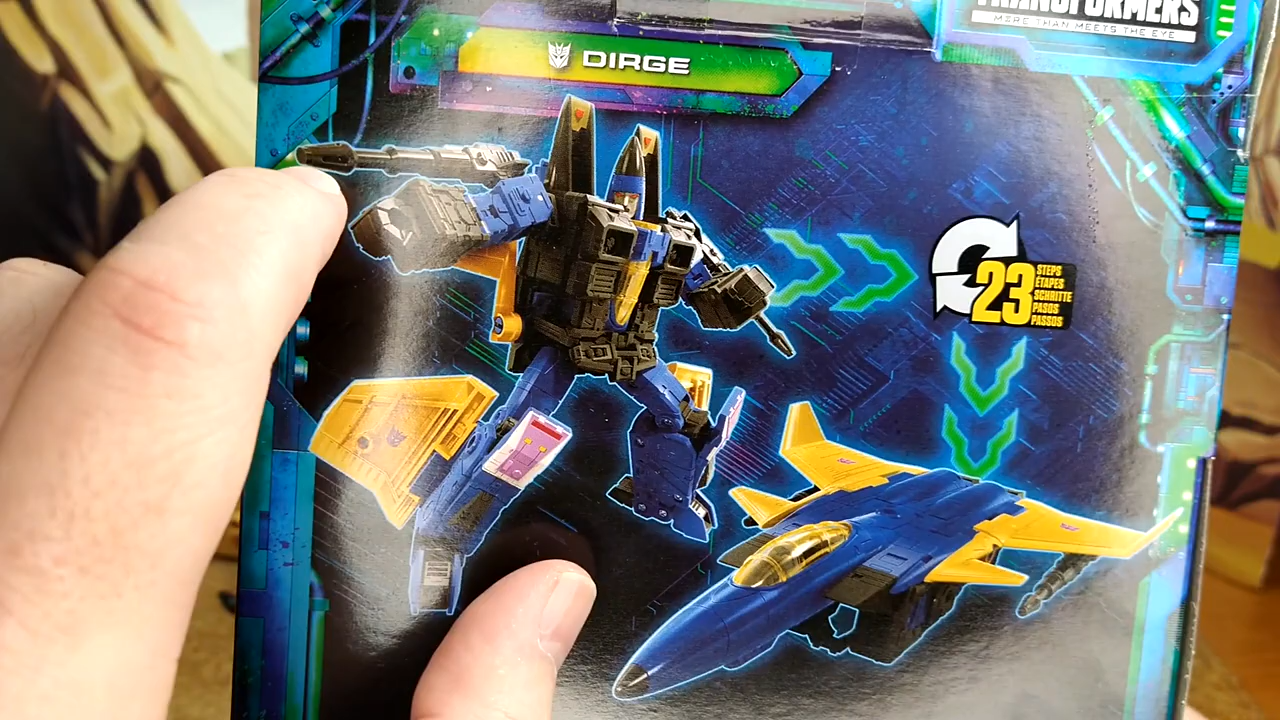 TRANSFORMERS
MORE THAN MEETS THE EYE
DIRGE
23
STEPS
ÉTAPES
SCHRITTE
PASOS
PASSOS